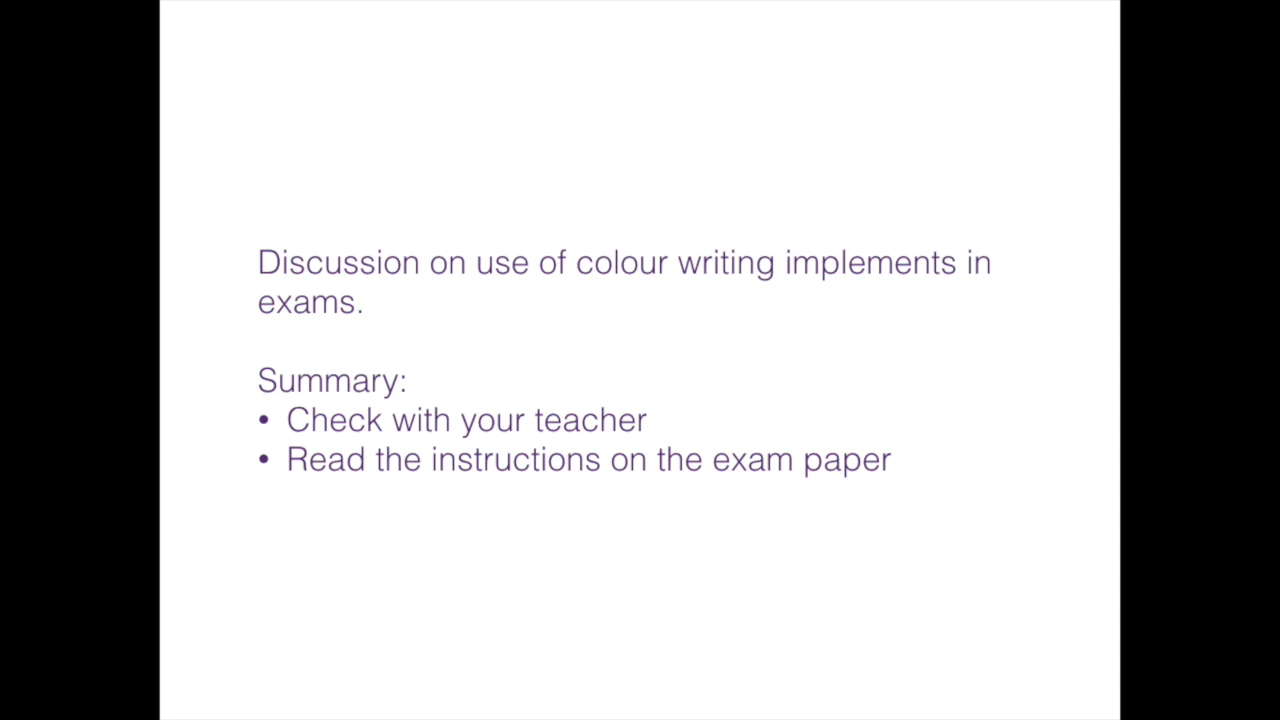 Discussion on use of colour writing implements in
exams.
Summary:
• Check with your teacher
• Read the instructions on the exam paper